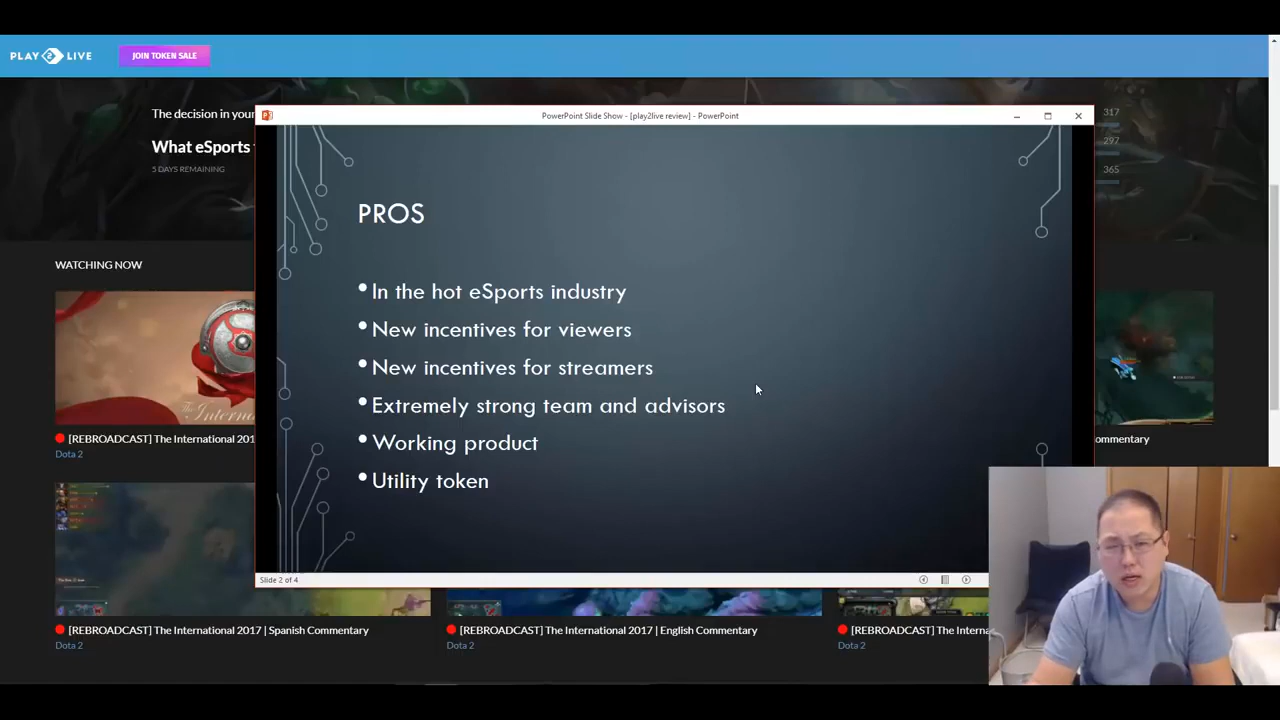 PLAY 2 LIVE
JOIN TOKEN SALE
The decision in your
What eSports
5 DAYS REMAINING
317
297
365
PowerPoint Slide Show - [play2live review] - PowerPoint
PROS
• In the hot eSports industry
• New incentives for viewers
• New incentives for streamers
• Extremely strong team and advisors
• Working product
• Utility token
Slide 2 of 4
WATCHING NOW
[REBROADCAST] The International 201
Dota 2
ommentary
[REBROADCAST] The International 2017 | Spanish Commentary
Dota 2
[REBROADCAST] The International 2017 | English Commentary
Dota 2
[REBROADCAST] The Interna
Dota 2